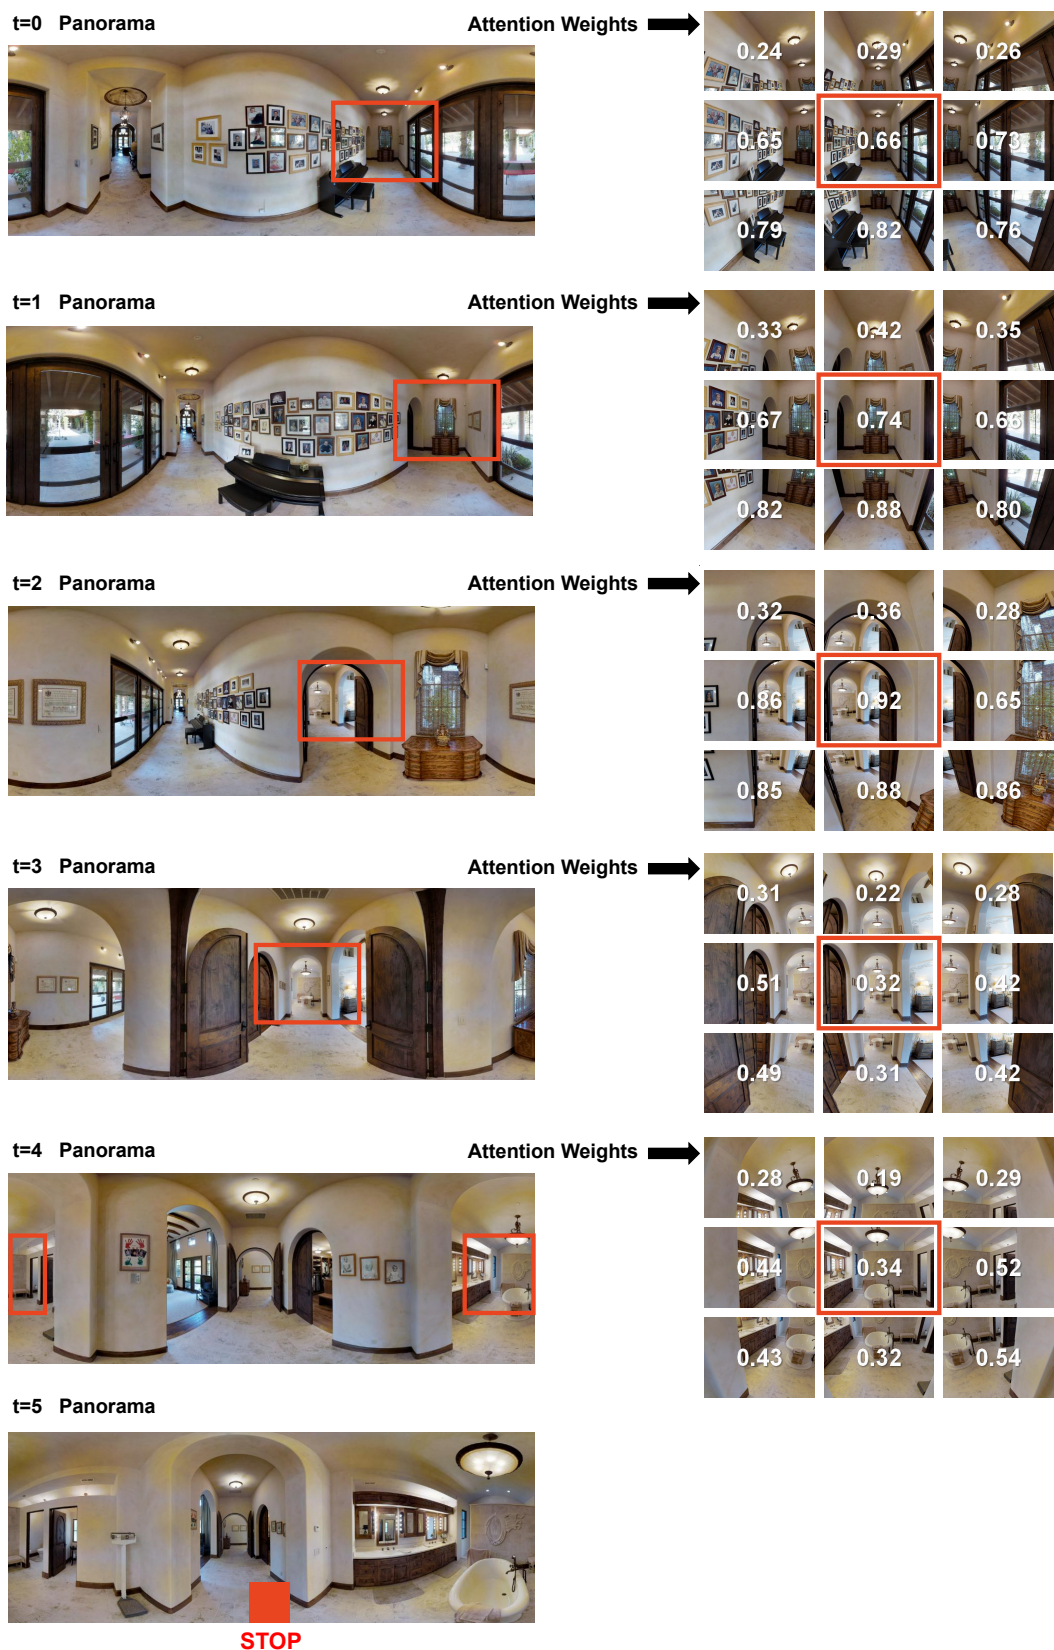 t=0 Panorama
Attention Weights
0.24 0.29 0.26
0.65 0.66 0.73
0.79 0.82 0.76
t=1 Panorama
Attention Weights
0.33 0.42 0.35
0.67 0.74 0.66
0.82 0.88 0.80
t=2 Panorama
Attention Weights
0.32 0.36 0.28
0.86 0.92 0.65
0.85 0.88 0.86
t=3 Panorama
Attention Weights
0.31 0.22 0.28
0.51 0.32 0.42
0.49 0.31 0.42
t=4 Panorama
Attention Weights
0.28 0.19 0.29
0.44 0.34 0.52
0.43 0.32 0.54
t=5 Panorama
STOP